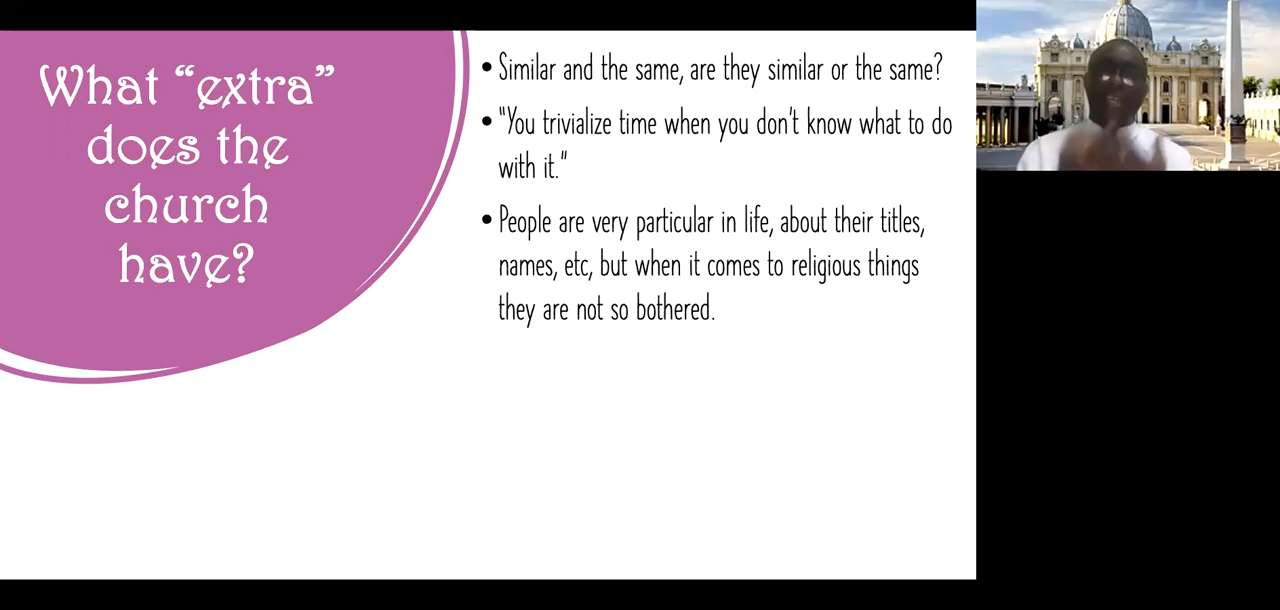 What “extra”
does the
church
have?
• Similar and the same, are they similar or the same?
• "You trivialize time when you don't know what to do
with it."
• People are very particular in life, about their titles,
names, etc, but when it comes to religious things
they are not so bothered.